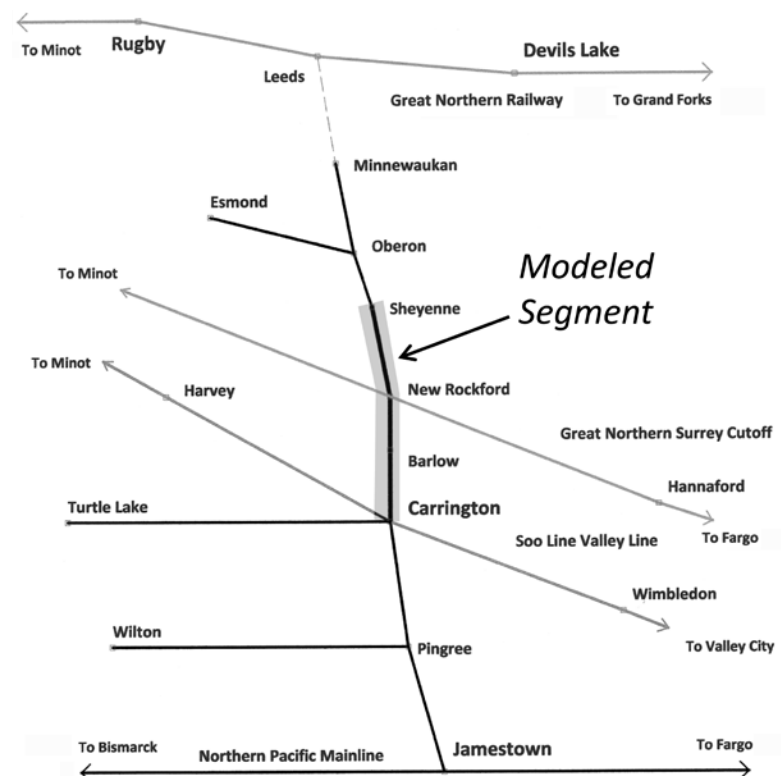 To Minot
Rugby
Leeds
Devils Lake
Great Northern Railway
To Grand Forks
Minnewaukan
Esmond
Oberon
To Minot
Sheyenne
Modeled
Segment
To Minot
Harvey
New Rockford
Great Northern Surrey Cutoff
Barlow
Hannaford
Turtle Lake
Carrington
To Fargo
Soo Line Valley Line
Wimbledon
Wilton
Pingree
To Valley City
To Bismarck
Northern Pacific Mainline
Jamestown
To Fargo